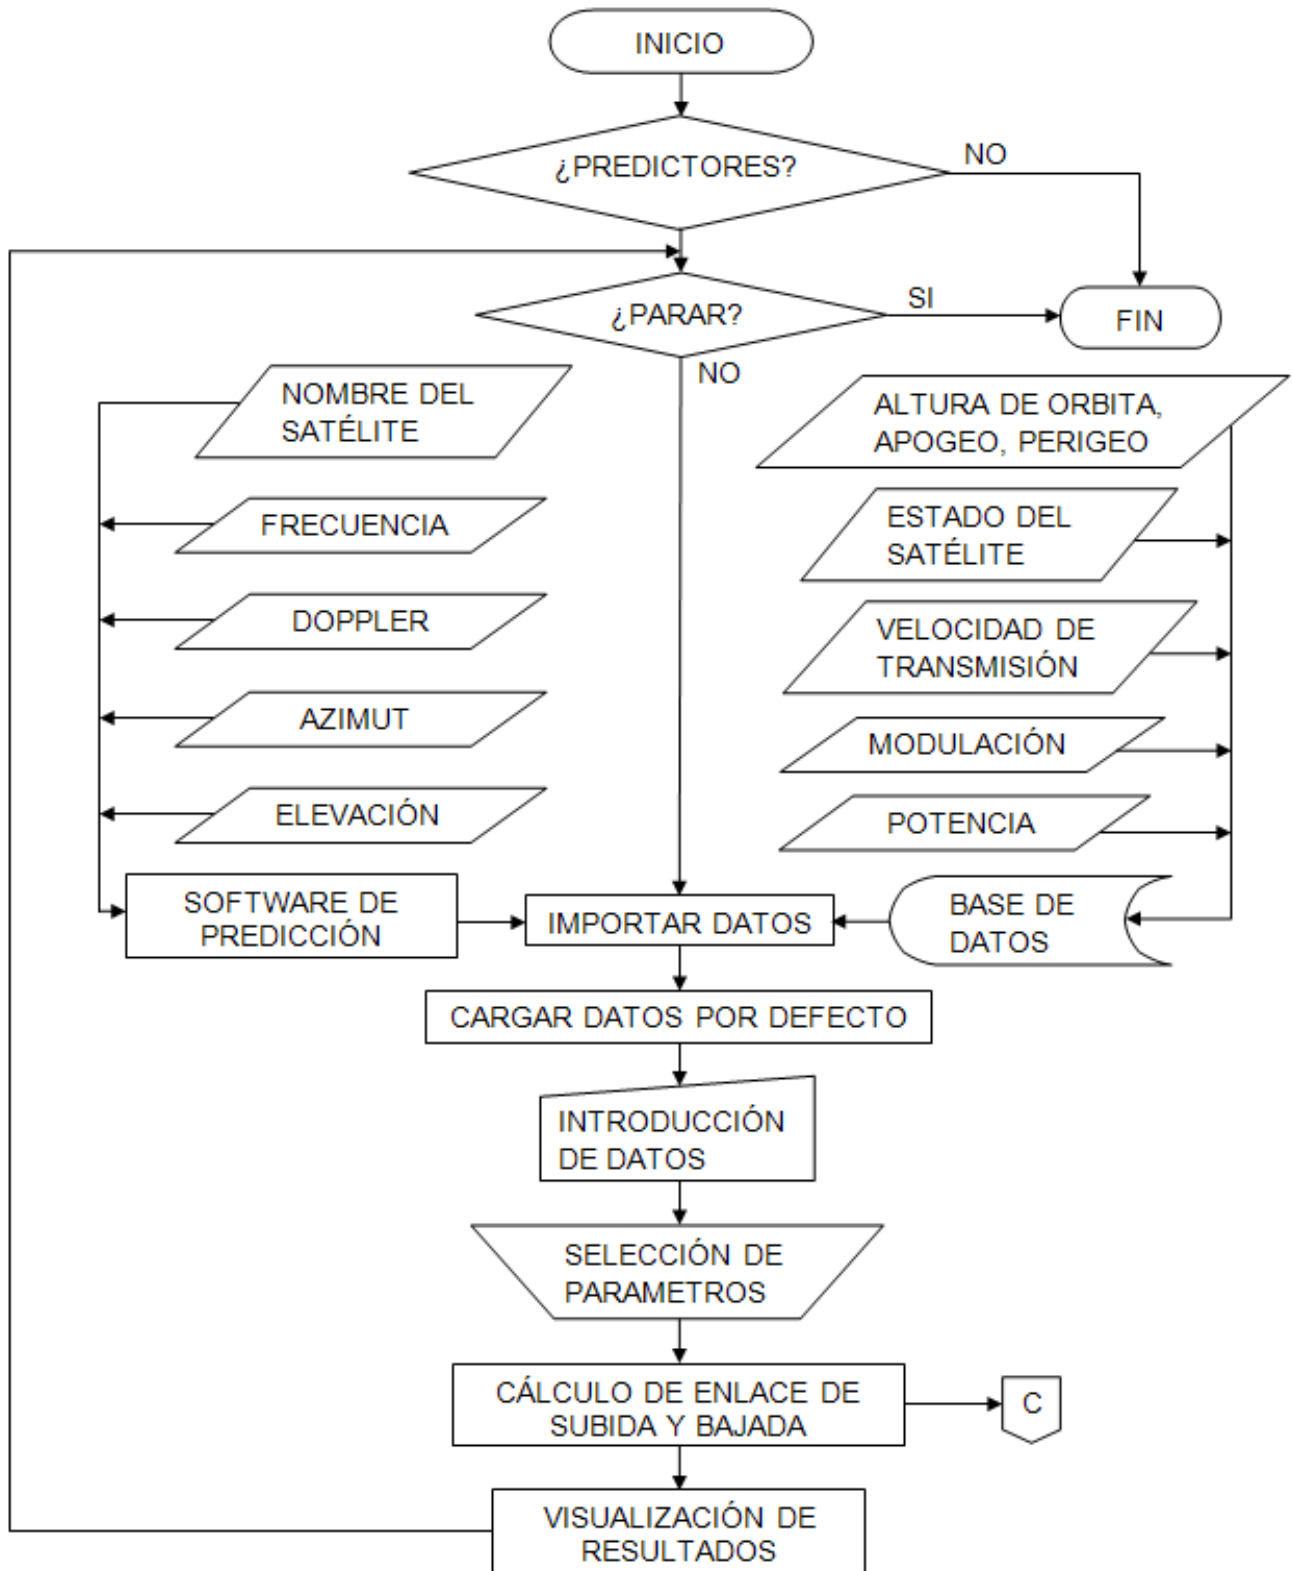 INICIO
¿PREDICTORES?
NO
¿PARAR?
SI
FIN
NO
NOMBRE DEL
SATÉLITE
FRECUENCIA
DOPPLER
AZIMUT
ELEVACIÓN
SOFTWARE DE
PREDICCIÓN
ALTURA DE ORBITA,
APOGEO, PERIGEO
ESTADO DEL
SATÉLITE
VELOCIDAD DE
TRANSMISIÓN
MODULACIÓN
POTENCIA
BASE DE
DATOS
IMPORTAR DATOS
CARGAR DATOS POR DEFECTO
INTRODUCCIÓN
DE DATOS
SELECCIÓN DE
PARAMETROS
CÁLCULO DE ENLACE DE
SUBIDA Y BAJADA
C
VISUALIZACIÓN DE
RESULTADOS